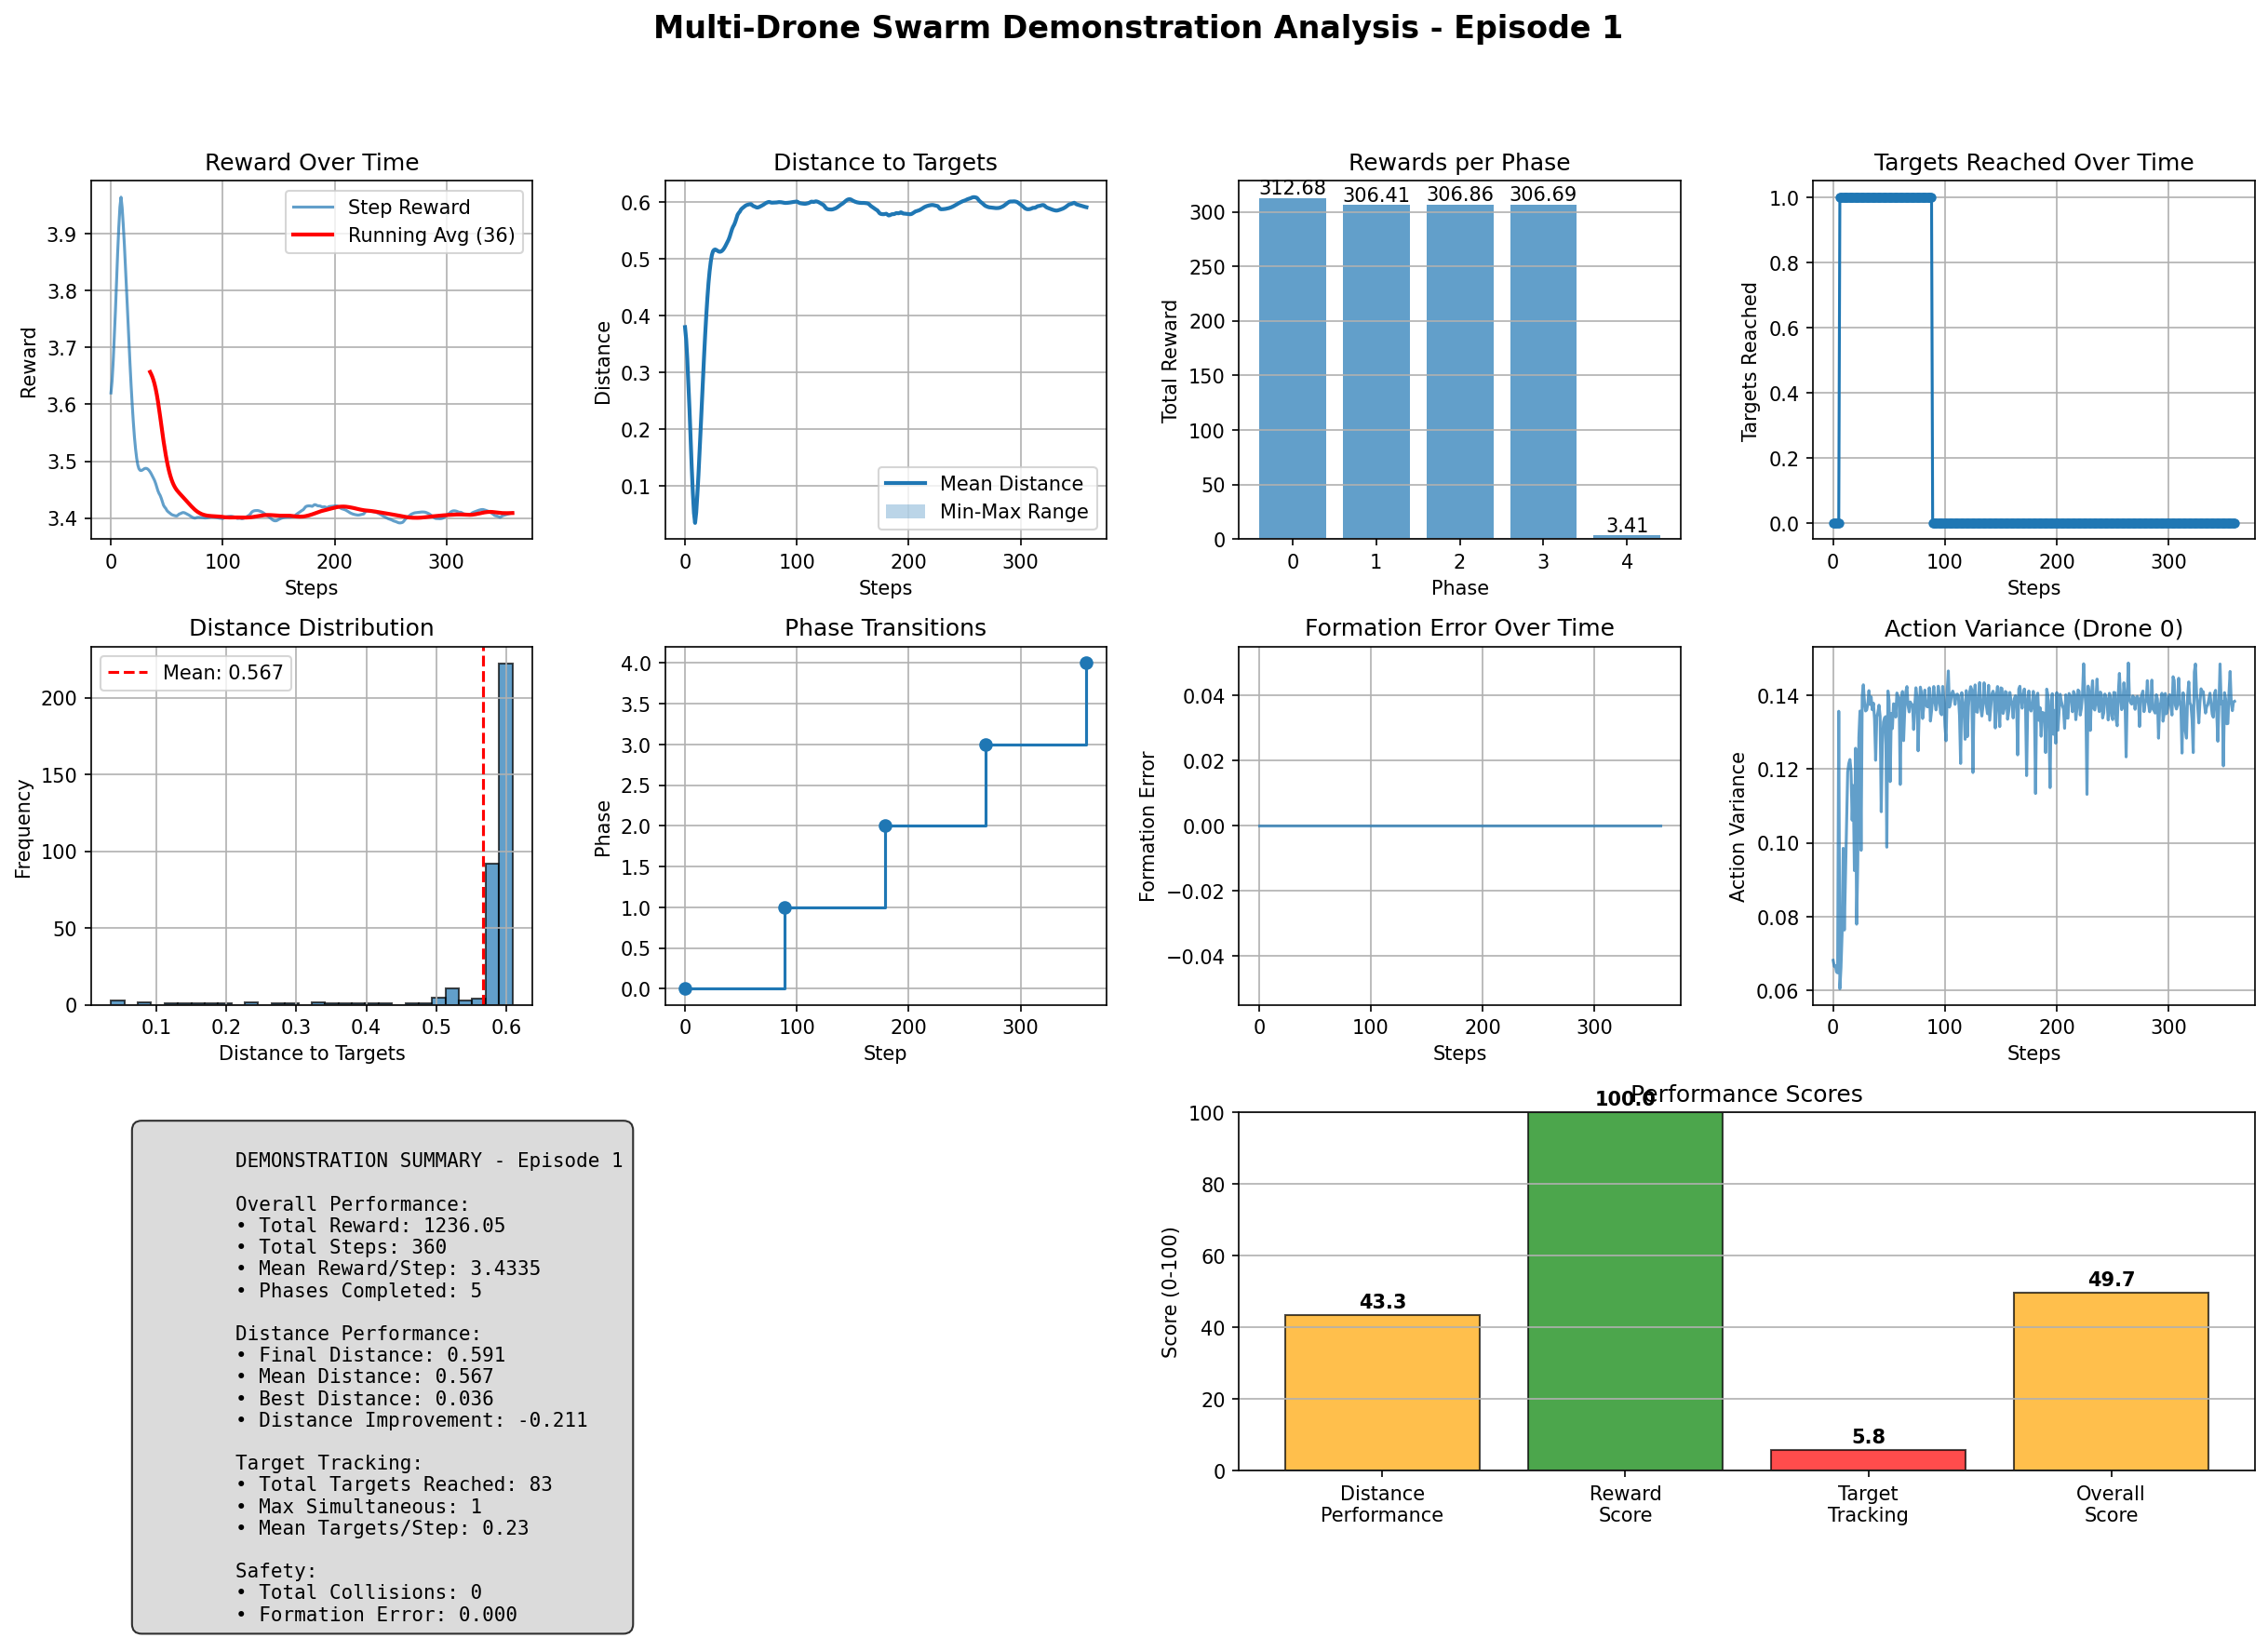 Multi-Drone Swarm Demonstration Analysis - Episode 1
Reward Over Time
Reward
3.9
3.8
3.7
3.6
3.5
3.4
0 100 200 300
Steps
Step Reward
Running Avg (36)
Distance to Targets
Distance
0.6
0.5
0.4
0.3
0.2
0.1
0 100 200 300
Steps
Mean Distance
Min-Max Range
Rewards per Phase
Total Reward
300
250
200
150
100
50
0
312.68 306.41 306.86 306.69 3.41
0 1 2 3 4
Phase
Targets Reached Over Time
Targets Reached
1.0
0.8
0.6
0.4
0.2
0.0
0 100 200 300
Steps
Distance Distribution
Frequency
200
150
100
50
0
Mean: 0.567
0.1 0.2 0.3 0.4 0.5 0.6
Distance to Targets
Phase Transitions
Phase
4.0
3.5
3.0
2.5
2.0
1.5
1.0
0.5
0.0
0 100 200 300
Step
Formation Error Over Time
Formation Error
0.04
0.02
0.00
−0.02
−0.04
0 100 200 300
Steps
Action Variance (Drone 0)
Action Variance
0.14
0.12
0.10
0.08
0.06
0 100 200 300
Steps
DEMONSTRATION SUMMARY - Episode 1
Overall Performance:
• Total Reward: 1236.05
• Total Steps: 360
• Mean Reward/Step: 3.4335
• Phases Completed: 5
Distance Performance:
• Final Distance: 0.591
• Mean Distance: 0.567
• Best Distance: 0.036
• Distance Improvement: -0.211
Target Tracking:
• Total Targets Reached: 83
• Max Simultaneous: 1
• Mean Targets/Step: 0.23
Safety:
• Total Collisions: 0
• Formation Error: 0.000
Performance Scores
Score (0-100)
100
80
60
40
20
0
43.3 100.0 5.8 49.7
Distance Reward Target Overall
Performance Score Tracking Score